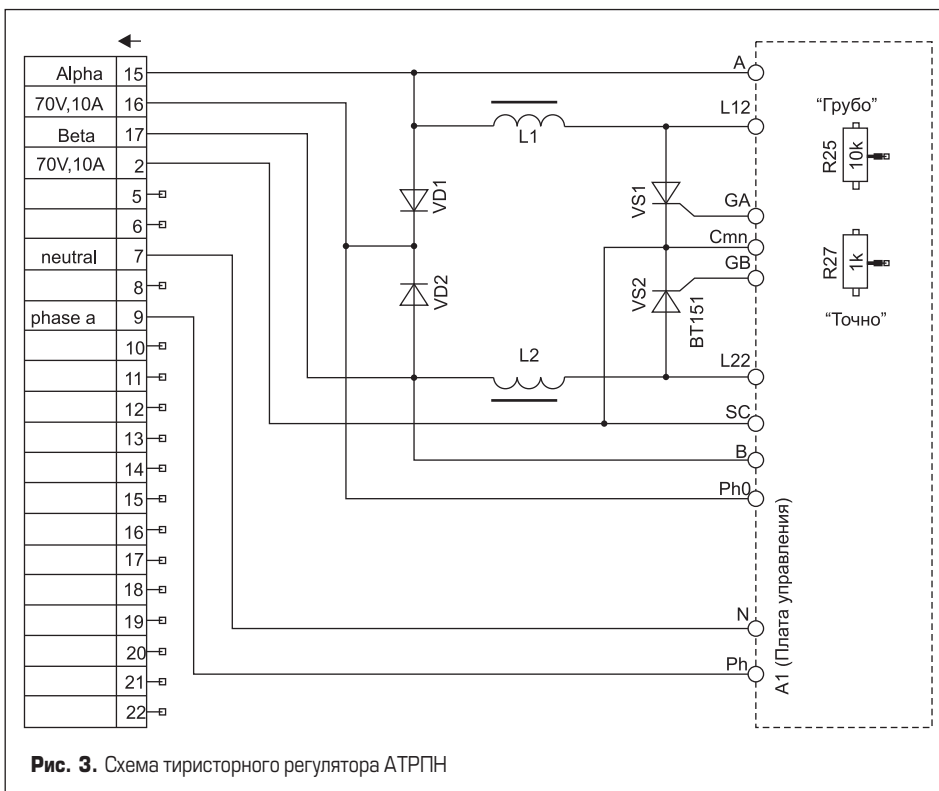 Alpha 15
70V,10A 16
Beta 17
70V,10A 2
5
6
neutral 7
8
phase a 9
10
11
12
13
14
15
16
17
18
19
20
21
22
VD1
VD2
L1
L2
VS1
VS2
BT151
A
L12
GA
Cmn
GB
L22
SC
B
Ph0
N
Ph
"Грубо"
R25
10k
R27
1k
"Точно"
А1 (Плата управления)
Рис. 3. Схема тиристорного регулятора АТРПН